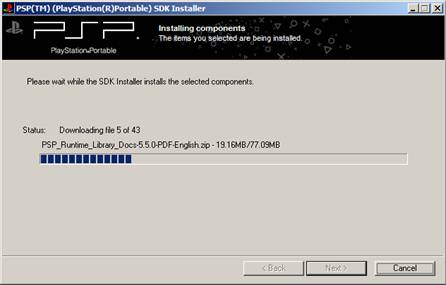 PSP(TM) (PlayStation(R)Portable) SDK Installer
PSP
PlayStation®Portable
Installing components
The items you selected are being installed.
Please wait while the SDK Installer installs the selected components.
Status: Downloading file 5 of 43
PSP_Runtime_Library_Docs-5.5.0-PDF-English.zip - 19.16MB/77.09MB
< Back Next > Cancel